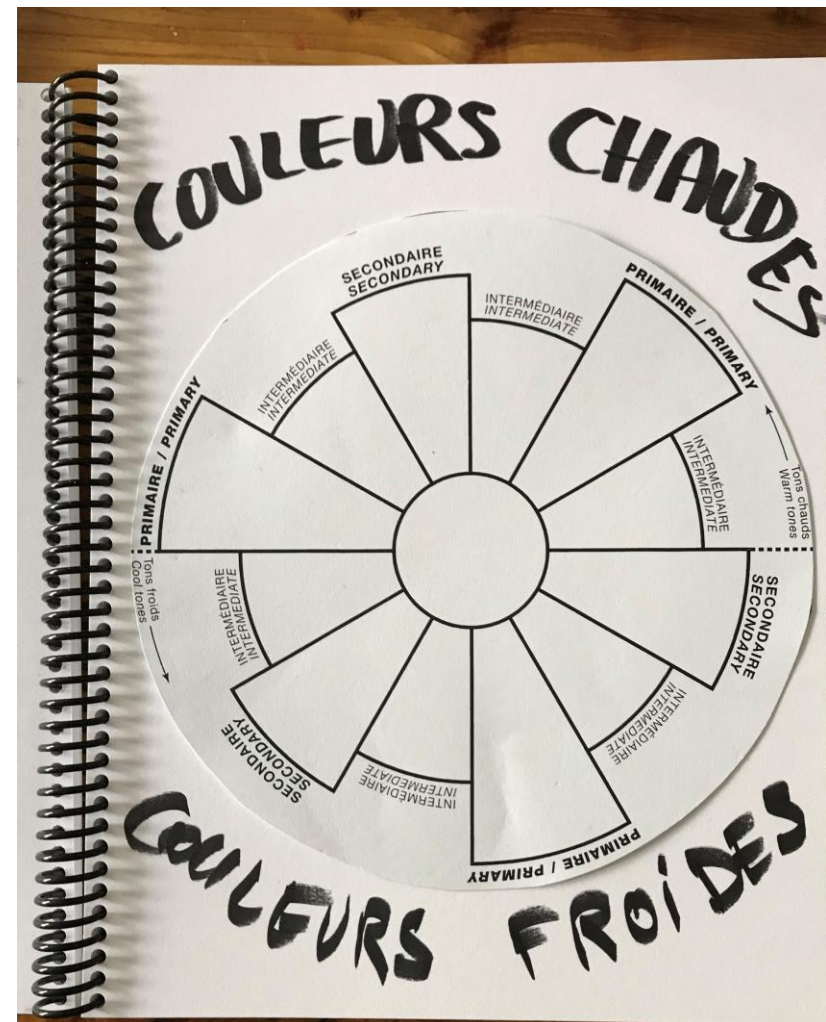 COULEURS CHAUDES
SECONDAIRE
SECONDARY
INTERMÉDIAIRE
INTERMEDIATE
PRIMAIRE / PRIMARY
INTERMÉDIAIRE
INTERMEDIATE
PRIMAIRE / PRIMARY
INTERMÉDIAIRE
INTERMEDIATE
Tons chauds
Warm tones
Tons froids
Cool tones
INTERMÉDIAIRE
INTERMEDIATE
SECONDAIRE
SECONDARY
SECONDAIRE
SECONDARY
INTERMÉDIAIRE
INTERMEDIATE
INTERMÉDIAIRE
INTERMEDIATE
PRIMAIRE / PRIMARY
COULEURS FROiDES